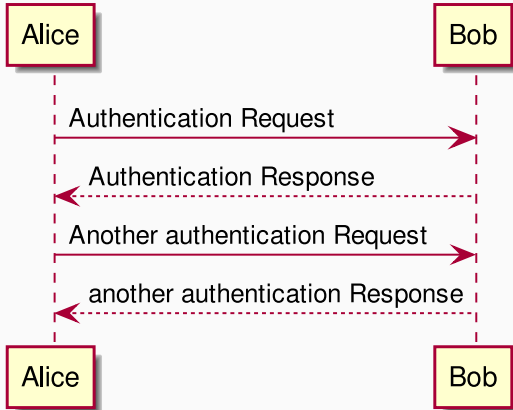 Alice
Bob
Authentication Request
Authentication Response
Another authentication Request
another authentication Response
Alice
Bob